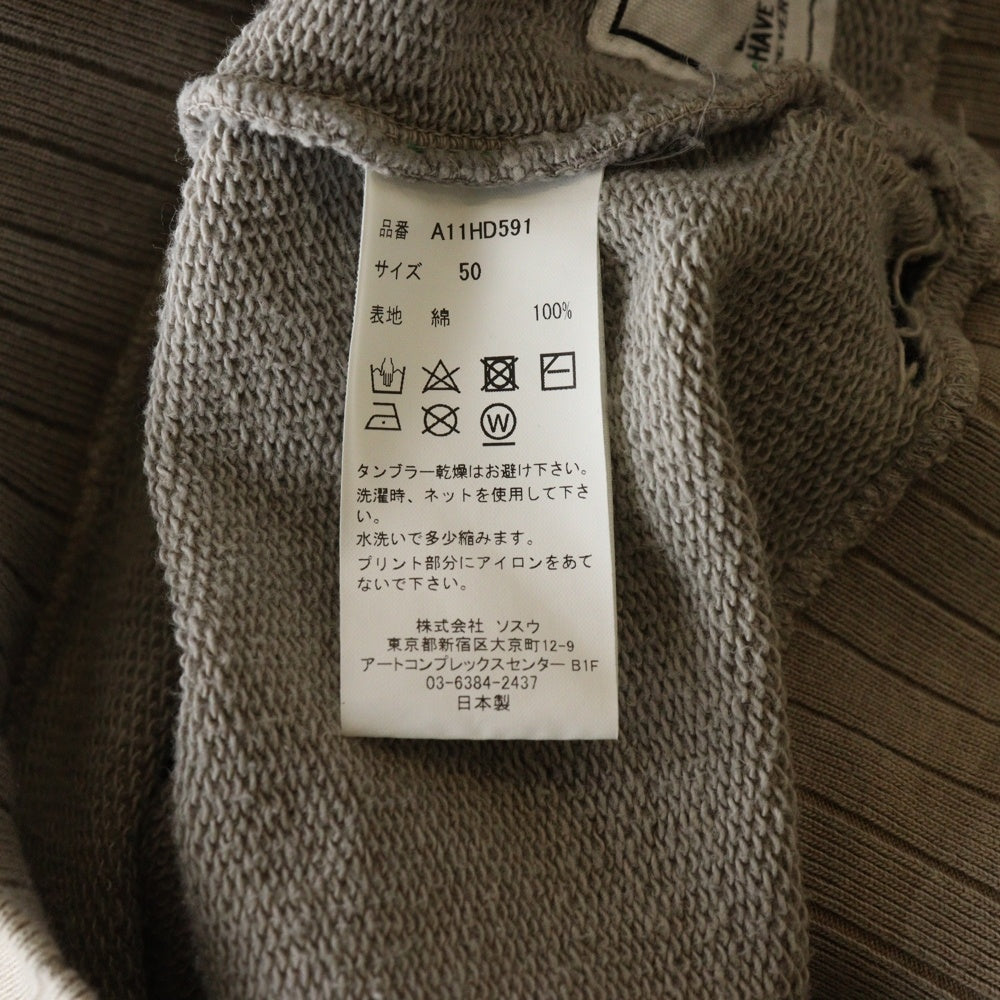 HAVE
品番 A11HD591
サイズ 50
表地 綿 100%
W
タンブラー乾燥はお避け下さい。
洗濯時、ネットを使用して下さ
い。
水洗いで多少縮みます。
プリント部分にアイロンをあて
ないで下さい。
株式会社 ソスウ
東京都新宿区大京町12-9
アートコンプレックスセンター B1F
03-6384-2437
日本製